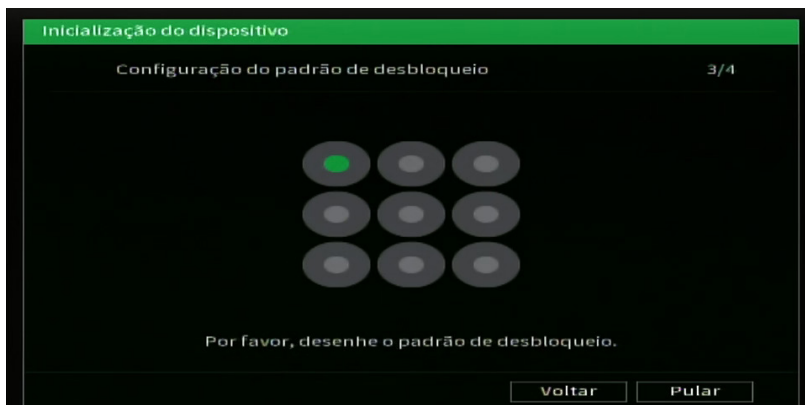 Inicialização do dispositivo
Configuração do padrão de desbloqueio 3/4
Por favor, desenhe o padrão de desbloqueio.
Voltar Pular